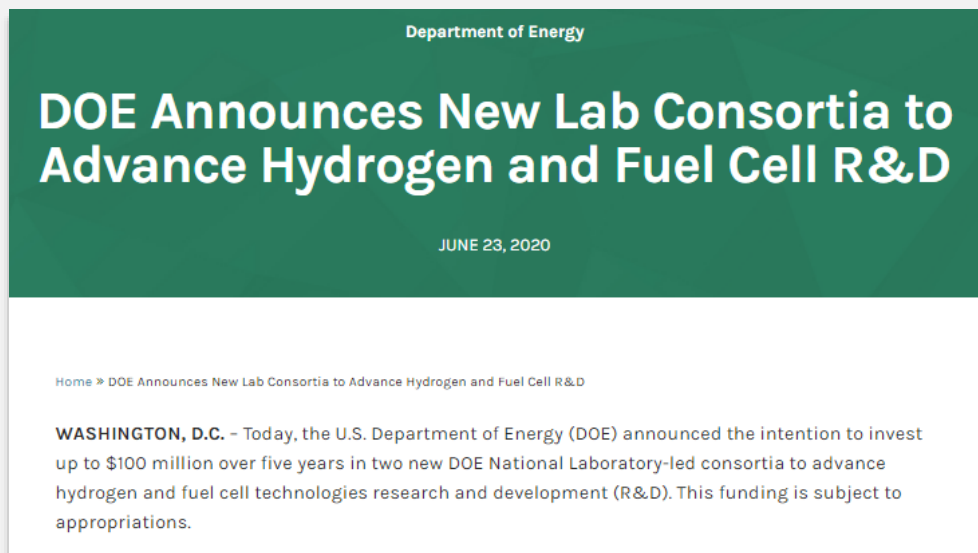 Department of Energy
DOE Announces New Lab Consortia to
Advance Hydrogen and Fuel Cell R&D
JUNE 23, 2020
Home » DOE Announces New Lab Consortia to Advance Hydrogen and Fuel Cell R&D
WASHINGTON, D.C. – Today, the U.S. Department of Energy (DOE) announced the intention to invest
up to $100 million over five years in two new DOE National Laboratory-led consortia to advance
hydrogen and fuel cell technologies research and development (R&D). This funding is subject to
appropriations.